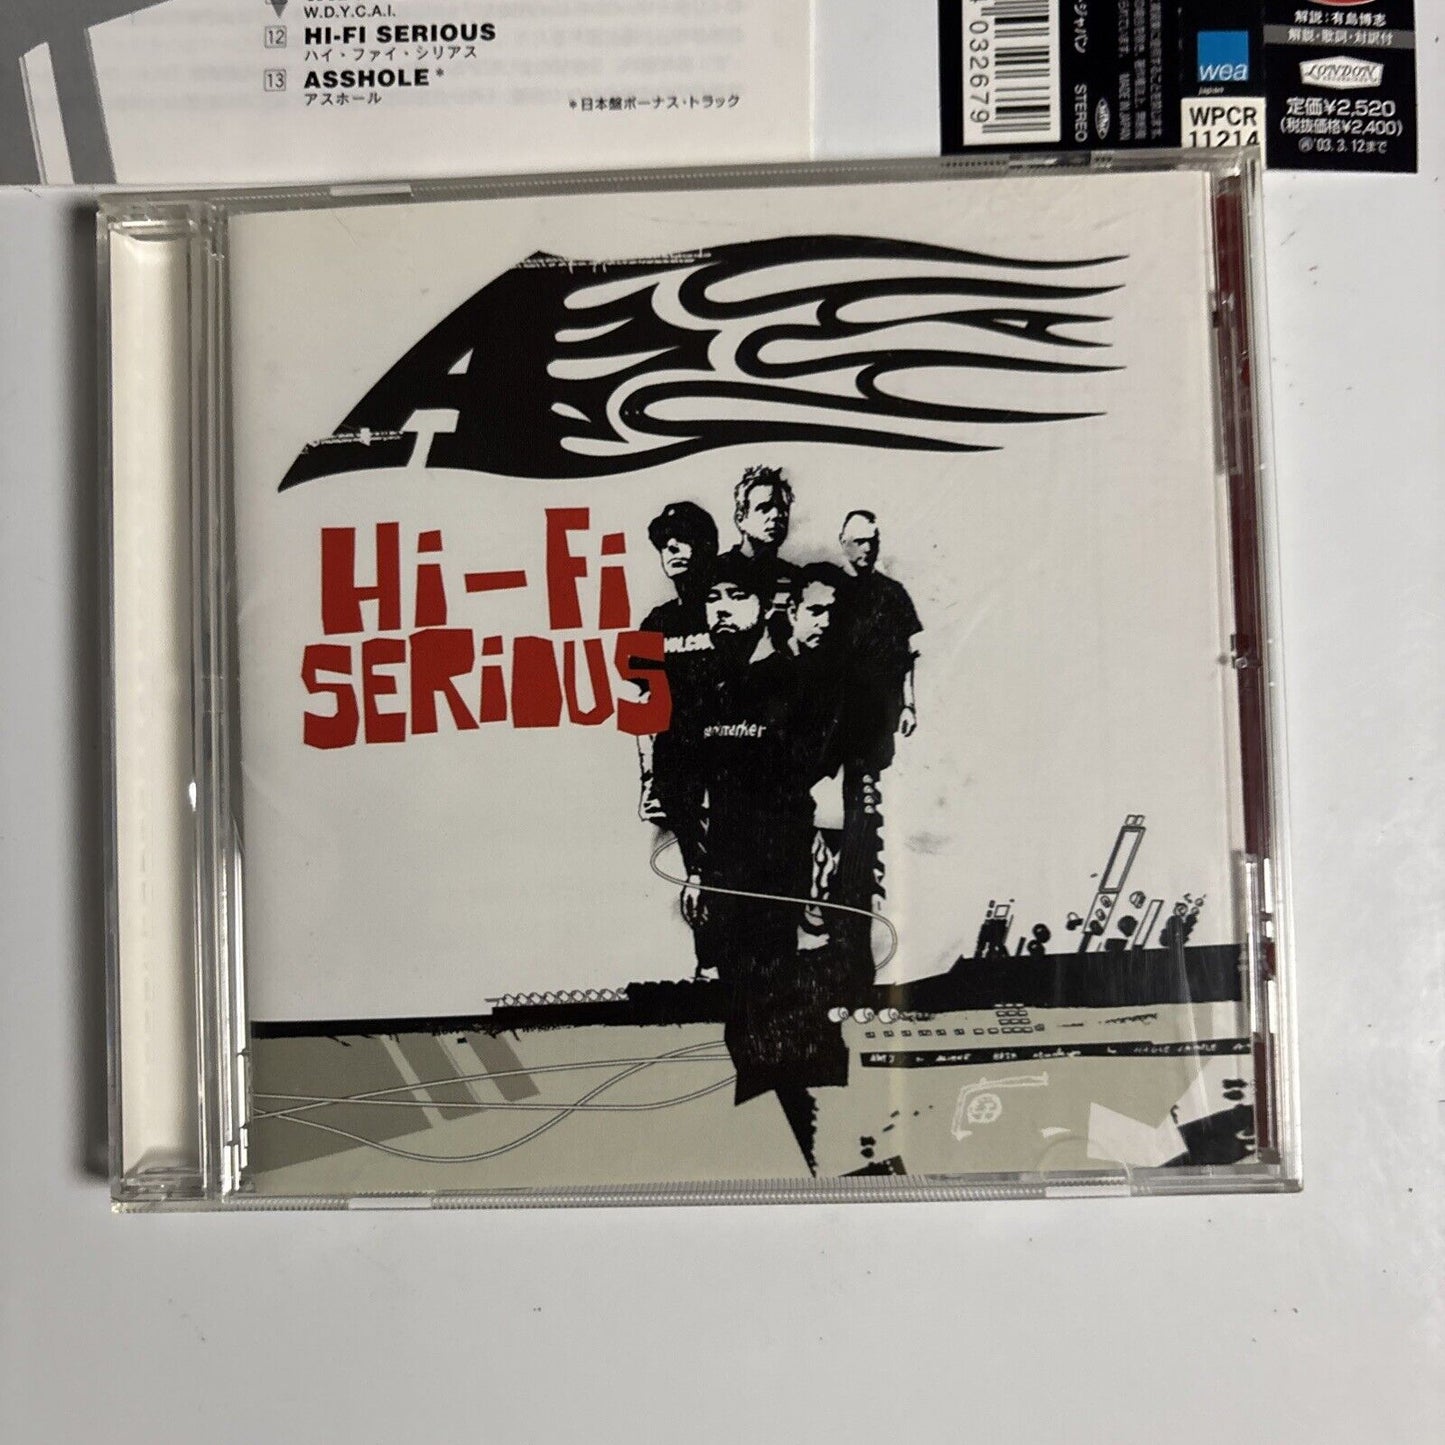 W.D.Y.C.A.I.
12 HI-FI SERIOUS
ハイ・ファイ・シリアス
13 ASSHOLE*
アスホール
*日本盤ボーナス・トラック
032679
STEREO
MADE IN JAPAN
wea
japan
WPCR
11214
解説:有島博志
解説・歌詞・対訳付
LONDON
定価¥2,520
(税抜価格¥2,400)
'03.3.12まで
A
Hi-Fi
SERiOUS